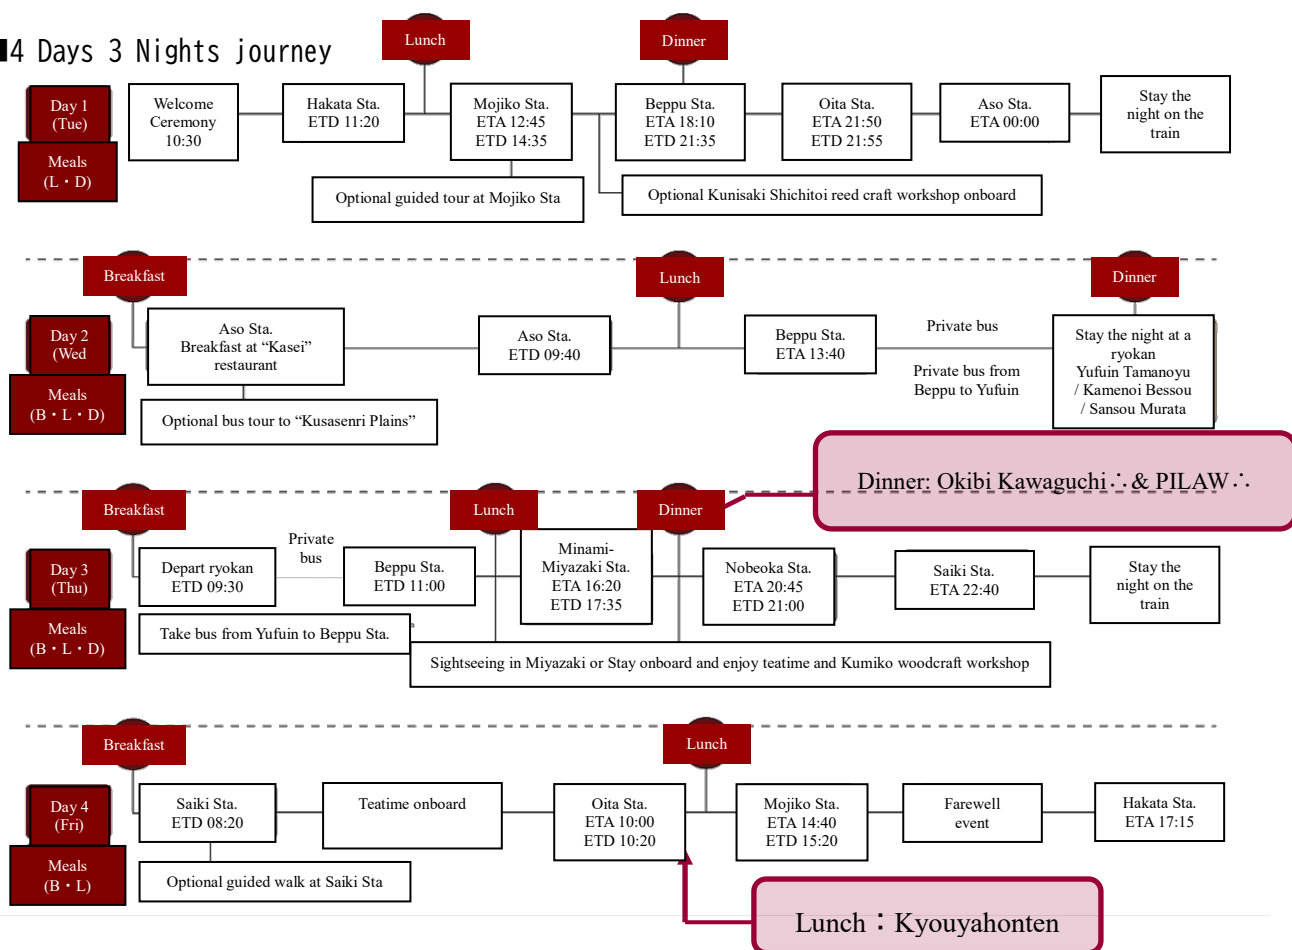 ■4 Days 3 Nights journey
Lunch
Dinner
Day 1
(Tue)
Meals
(L・D)
Welcome
Ceremony
10:30
Hakata Sta.
ETD 11:20
Mojiko Sta.
ETA 12:45
ETD 14:35
Beppu Sta.
ETA 18:10
ETD 21:35
Oita Sta.
ETA 21:50
ETD 21:55
Aso Sta.
ETA 00:00
Stay the
night on the
train
Optional guided tour at Mojiko Sta
Optional Kunisaki Shichitoi reed craft workshop onboard
Breakfast
Lunch
Dinner
Day 2
(Wed
Meals
(B・L・D)
Aso Sta.
Breakfast at “Kasei”
restaurant
Aso Sta.
ETD 09:40
Beppu Sta.
ETA 13:40
Private bus
Private bus from
Beppu to Yufuin
Stay the night at a
ryokan
Yufuin Tamanoyu
/ Kamenoi Bessou
/ Sansou Murata
Optional bus tour to “Kusasenri Plains”
Dinner: Okibi Kawaguchi∴& PILAW∴
Breakfast
Lunch
Dinner
Day 3
(Thu)
Meals
(B・L・D)
Depart ryokan
ETD 09:30
Private
bus
Beppu Sta.
ETD 11:00
Minami-
Miyazaki Sta.
ETA 16:20
ETD 17:35
Nobeoka Sta.
ETA 20:45
ETD 21:00
Saiki Sta.
ETA 22:40
Stay the
night on the
train
Take bus from Yufuin to Beppu Sta.
Sightseeing in Miyazaki or Stay onboard and enjoy teatime and Kumiko woodcraft workshop
Breakfast
Lunch
Day 4
(Fri)
Meals
(B・L)
Saiki Sta.
ETD 08:20
Teatime onboard
Oita Sta.
ETA 10:00
ETD 10:20
Mojiko Sta.
ETA 14:40
ETD 15:20
Farewell
event
Hakata Sta.
ETA 17:15
Optional guided walk at Saiki Sta
Lunch：Kyouyahonten